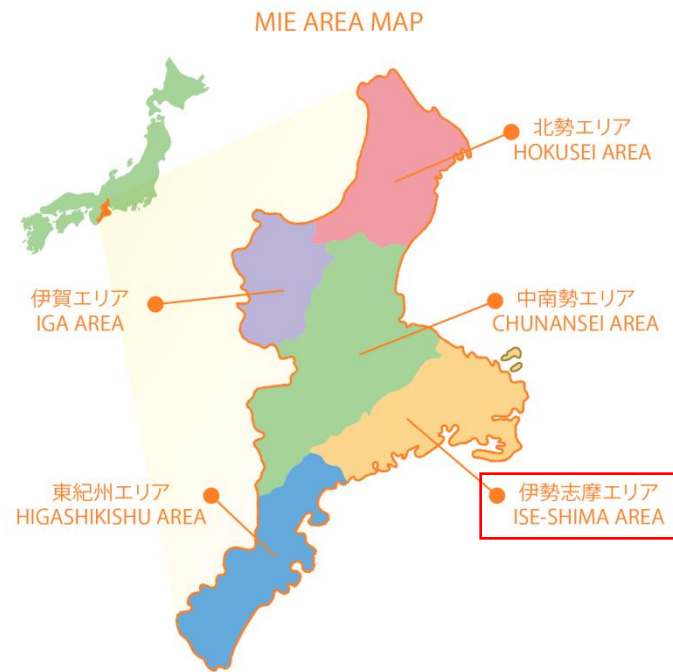 MIE AREA MAP
北勢エリア
HOKUSEI AREA
伊賀エリア
IGA AREA
中南勢エリア
CHUNANSEI AREA
東紀州エリア
HIGASHIKISHU AREA
伊勢志摩エリア
ISE-SHIMA AREA